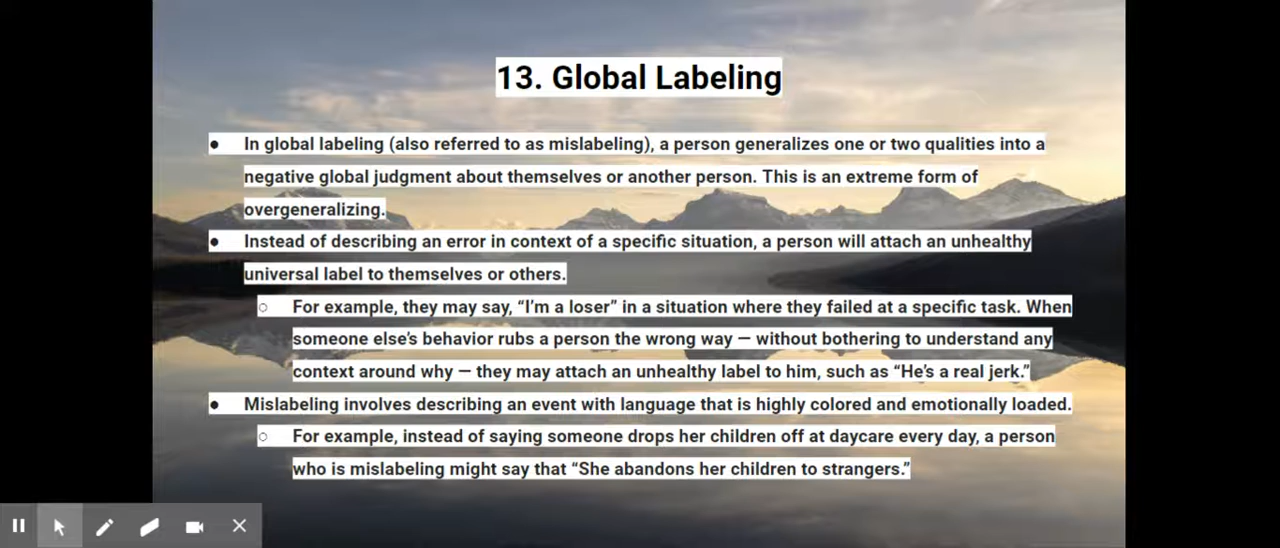 13. Global Labeling
● In global labeling (also referred to as mislabeling), a person generalizes one or two qualities into a
negative global judgment about themselves or another person. This is an extreme form of
overgeneralizing.
● Instead of describing an error in context of a specific situation, a person will attach an unhealthy
universal label to themselves or others.
○ For example, they may say, “I’m a loser” in a situation where they failed at a specific task. When
someone else’s behavior rubs a person the wrong way — without bothering to understand any
context around why — they may attach an unhealthy label to him, such as “He’s a real jerk.”
● Mislabeling involves describing an event with language that is highly colored and emotionally loaded.
○ For example, instead of saying someone drops her children off at daycare every day, a person
who is mislabeling might say that “She abandons her children to strangers.”